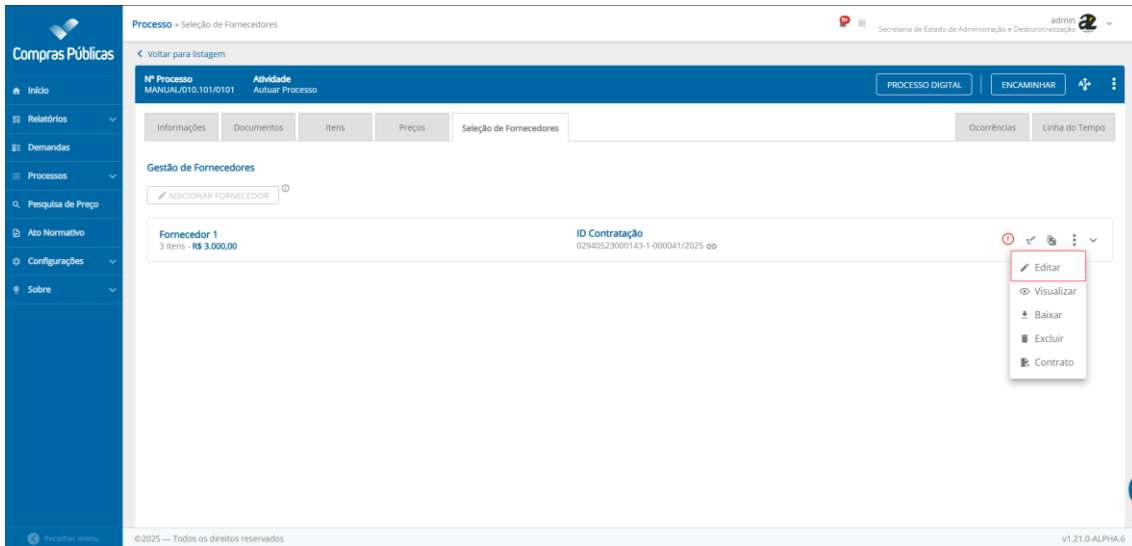 Compras Públicas
Início
Relatórios
Demandas
Processos
Pesquisa de Preço
Ato Normativo
Configurações
Sobre
Recolher menu
Processo » Seleção de Fornecedores
9+
admin
Secretaria de Estado de Administração e Desburocratização
Voltar para listagem
Nº Processo Atividade
MANUAL/010.101/0101 Autuar Processo
PROCESSO DIGITAL
ENCAMINHAR
Informações Documentos Itens Preços Seleção de Fornecedores Ocorrências Linha do Tempo
Gestão de Fornecedores
ADICIONAR FORNECEDOR
Fornecedor 1 ID Contratação
3 Itens - R$ 3.000,00 02940523000143-1-000041/2025
Editar
Visualizar
Baixar
Excluir
Contrato
©2025 — Todos os direitos reservados v1.21.0-ALPHA.6